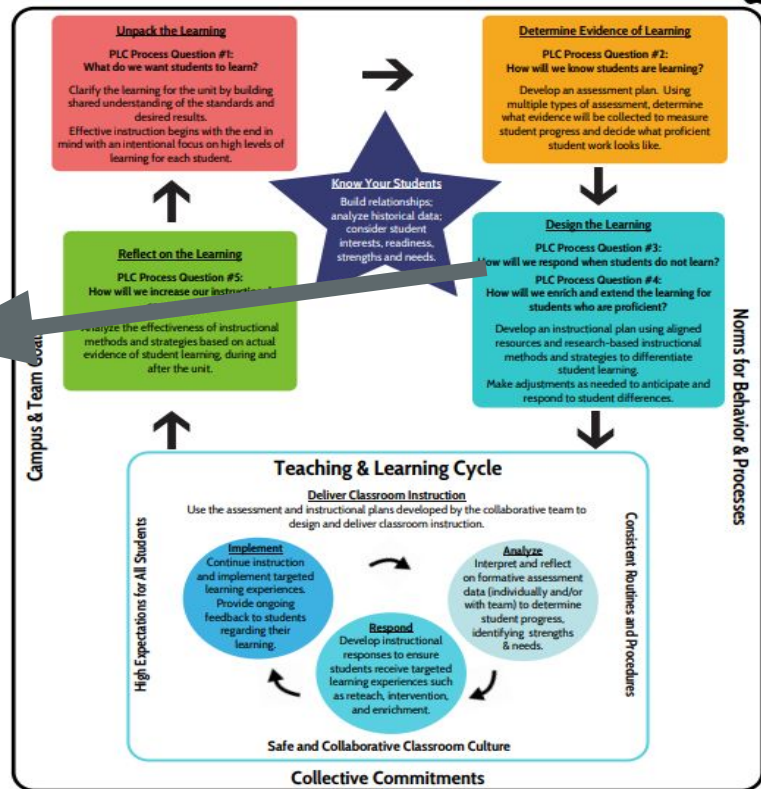 Unpack the Learning
PLC Process Question #1:
What do we want students to learn?
Clarify the learning for the unit by building
shared understanding of the standards and
desired results.
Effective instruction begins with the end in
mind with an intentional focus on high levels of
learning for each student.
Determine Evidence of Learning
PLC Process Question #2:
How will we know students are learning?
Develop an assessment plan. Using
multiple types of assessment, determine
what evidence will be collected to measure
student progress and decide what proficient
student work looks like.
Know Your Students
Build relationships;
analyze historical data;
consider student
interests, readiness,
strengths and needs.
Design the Learning
PLC Process Question #3:
How will we respond when students do not learn?
PLC Process Question #4:
How will we enrich and extend the learning for
students who are proficient?
Develop an instructional plan using aligned
resources and research-based instructional
methods and strategies to differentiate
student learning.
Make adjustments as needed to anticipate and
respond to student differences.
Reflect on the Learning
PLC Process Question #5:
How will we increase our
Analyze the effectiveness of instructional
methods and strategies based on actual
evidence of student learning, during and
after the unit.
Campus & Team
Norms for Behavior & Processes
Teaching & Learning Cycle
Deliver Classroom Instruction
Use the assessment and instructional plans developed by the collaborative team to
design and deliver classroom instruction.
High Expectations for All Students
Implement
Continue instruction
and implement targeted
learning experiences.
Provide ongoing
feedback to students
regarding their
learning.
Analyze
Interpret and reflect
on formative assessment
data (individually and/or
with team) to determine
student progress,
identifying strengths
& needs.
Respond
Develop instructional
responses to ensure
students receive targeted
learning experiences such
as reteach, intervention,
and enrichment.
Consistent Routines and Procedures
Safe and Collaborative Classroom Culture
Collective Commitments